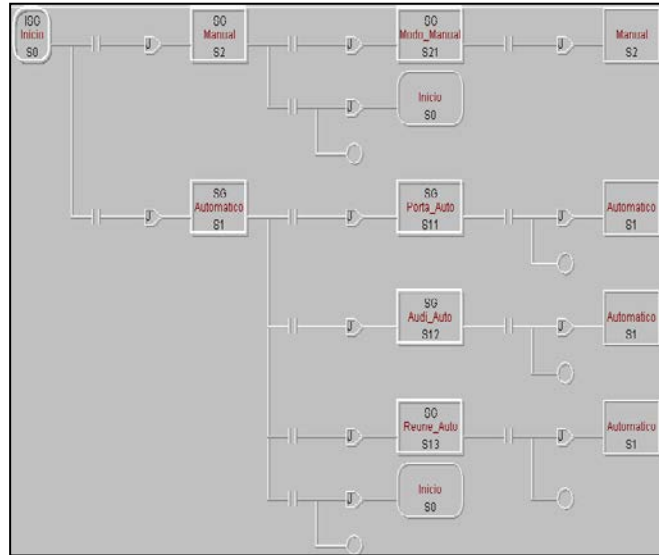 ISG
Inicio
S0
J
SG
Manual
S2
J
SG
Modo_Manual
S21
J
Manual
S2
J
Inicio
S0
J
SG
Automatico
S1
J
SG
Porta_Auto
S11
J
Automatico
S1
J
SG
Audi_Auto
S12
J
Automatico
S1
J
SG
Reune_Auto
S13
J
Automatico
S1
J
Inicio
S0